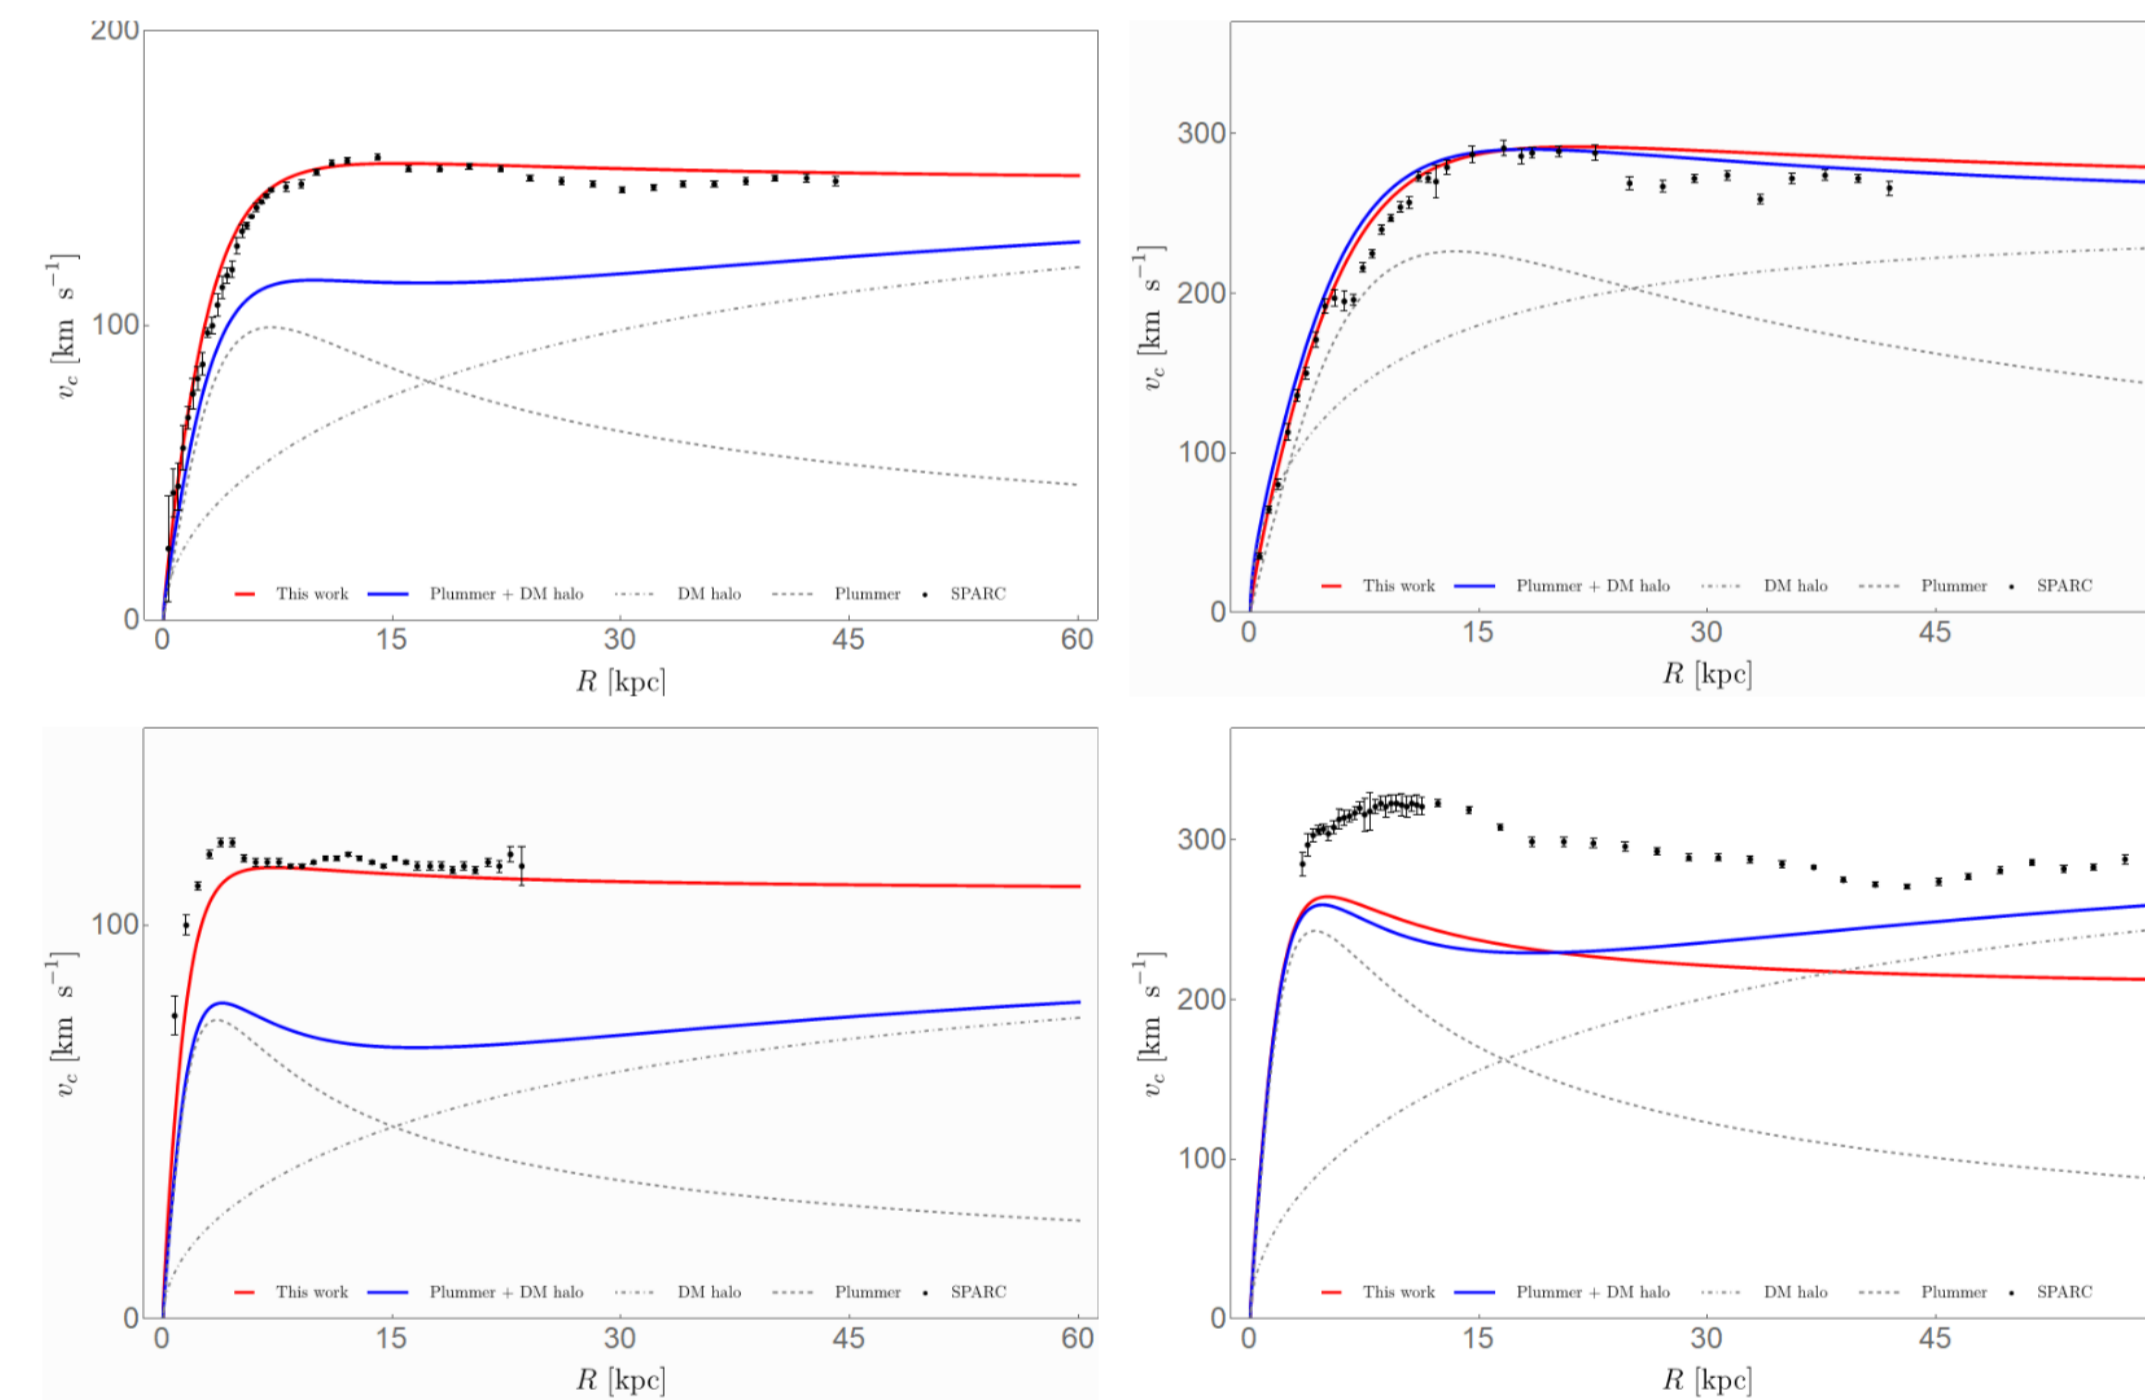 200
100
0
0 15 30 45 60
v_c [km s^−1]
R [kpc]
This work Plummer + DM halo DM halo Plummer SPARC
300
200
100
0
0 15 30 45
v_c [km s^−1]
R [kpc]
This work Plummer + DM halo DM halo Plummer SPARC
100
0
0 15 30 45 60
v_c [km s^−1]
R [kpc]
This work Plummer + DM halo DM halo Plummer SPARC
300
200
100
0
0 15 30 45
v_c [km s^−1]
R [kpc]
This work Plummer + DM halo DM halo Plummer SPARC